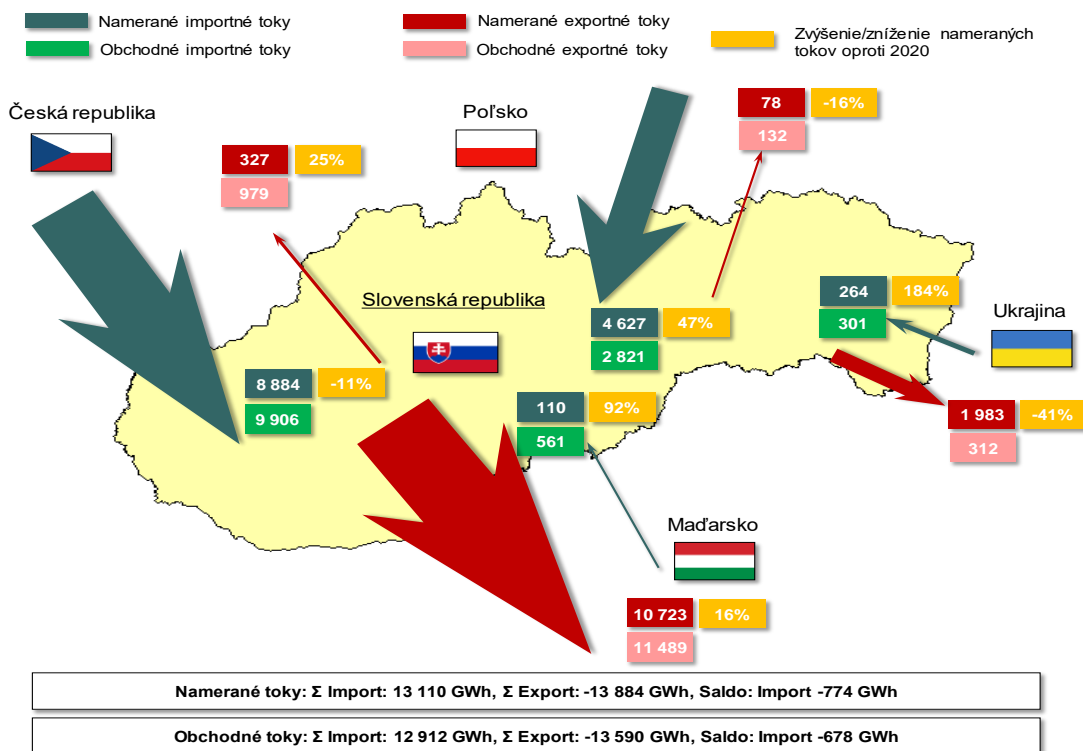 Namerané importné toky
Obchodné importné toky
Namerané exportné toky
Obchodné exportné toky
Zvýšenie/zníženie nameraných
tokov oproti 2020
Česká republika
Poľsko
78 -16%
132
327 25%
979
Slovenská republika
264 184%
301
Ukrajina
4 627 47%
2 821
8 884 -11%
9 906
110 92%
561
1 983 -41%
312
Maďarsko
10 723 16%
11 489
Namerané toky: Σ Import: 13 110 GWh, Σ Export: -13 884 GWh, Saldo: Import -774 GWh
Obchodné toky: Σ Import: 12 912 GWh, Σ Export: -13 590 GWh, Saldo: Import -678 GWh